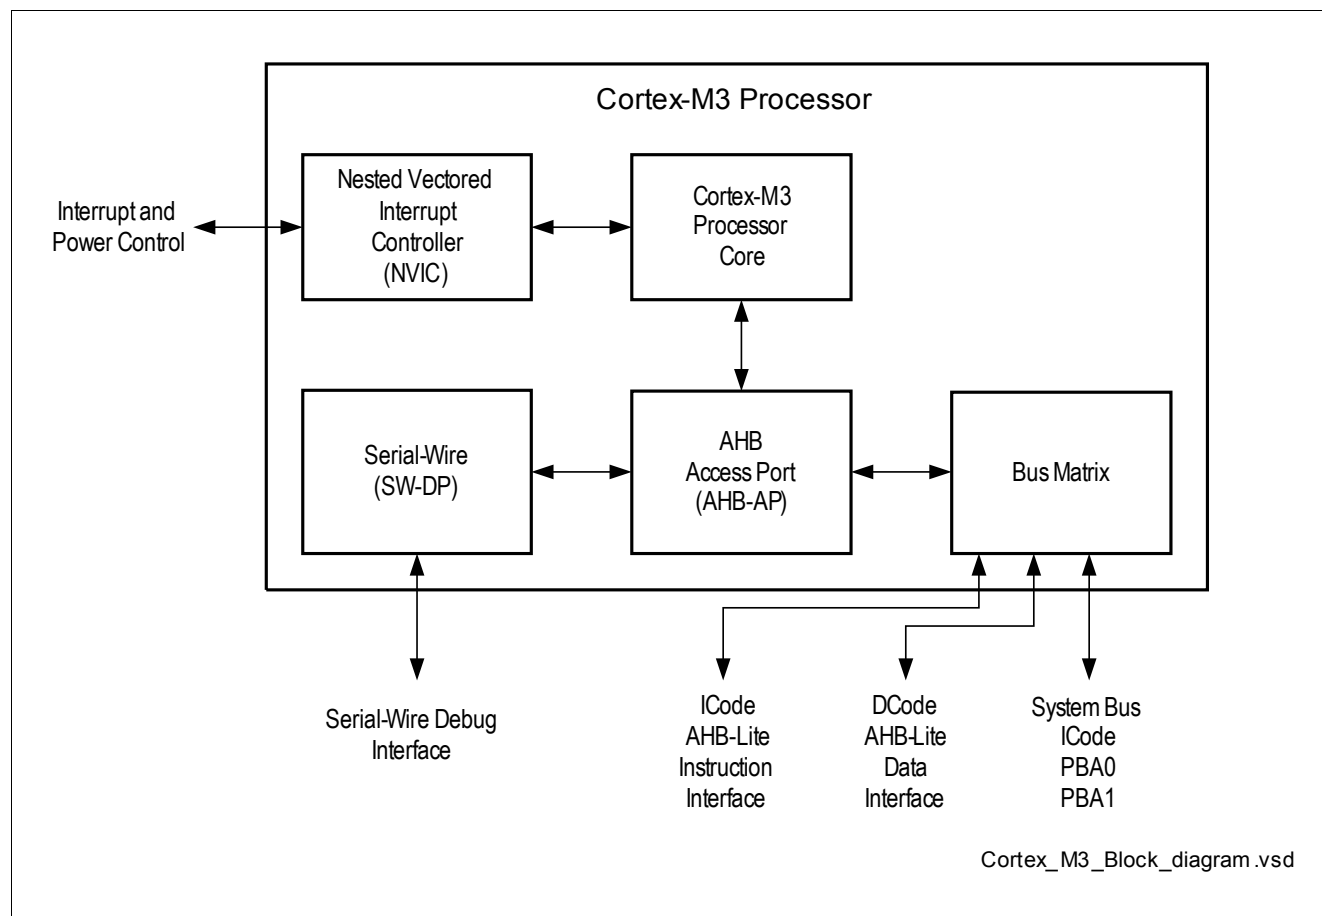 Cortex-M3 Processor
Nested Vectored
Interrupt
Controller
(NVIC)
Cortex-M3
Processor
Core
Interrupt and
Power Control
Serial-Wire
(SW-DP)
AHB
Access Port
(AHB-AP)
Bus Matrix
Serial-Wire Debug
Interface
ICode
AHB-Lite
Instruction
Interface
DCode
AHB-Lite
Data
Interface
System Bus
ICode
PBA0
PBA1
Cortex_M3_Block_diagram.vsd